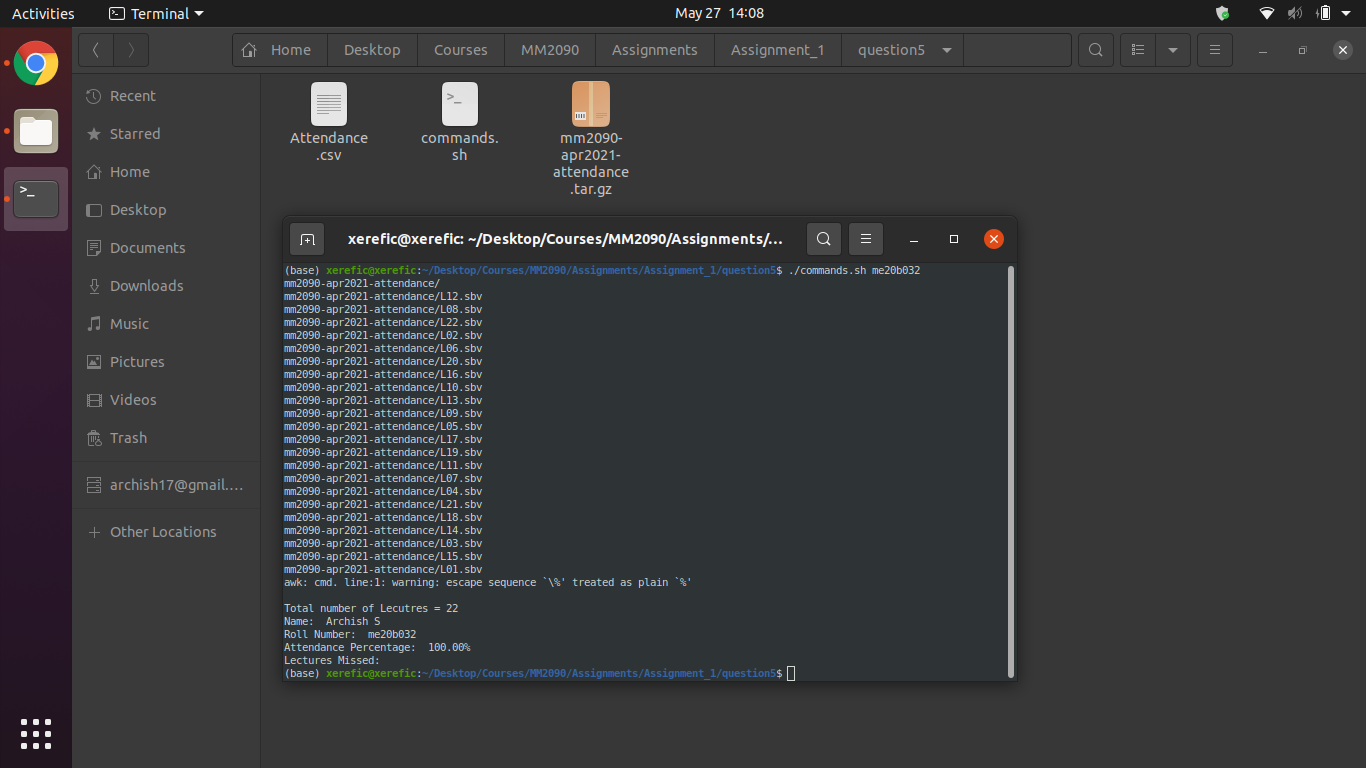 Activities
Terminal
May 27 14:08
Home
Desktop
Courses
MM2090
Assignments
Assignment_1
question5
Recent
Starred
Home
Desktop
Documents
Downloads
Music
Pictures
Videos
Trash
archish17@gmail....
Other Locations
Attendance
.csv
commands.
sh
mm2090-
apr2021-
attendance
.tar.gz
xerefic@xerefic: ~/Desktop/Courses/MM2090/Assignments/...
(base) xerefic@xerefic:~/Desktop/Courses/MM2090/Assignments/Assignment_1/question5$ ./commands.sh me20b032
mm2090-apr2021-attendance/
mm2090-apr2021-attendance/L12.sbv
mm2090-apr2021-attendance/L08.sbv
mm2090-apr2021-attendance/L22.sbv
mm2090-apr2021-attendance/L02.sbv
mm2090-apr2021-attendance/L06.sbv
mm2090-apr2021-attendance/L20.sbv
mm2090-apr2021-attendance/L16.sbv
mm2090-apr2021-attendance/L10.sbv
mm2090-apr2021-attendance/L13.sbv
mm2090-apr2021-attendance/L09.sbv
mm2090-apr2021-attendance/L05.sbv
mm2090-apr2021-attendance/L17.sbv
mm2090-apr2021-attendance/L19.sbv
mm2090-apr2021-attendance/L11.sbv
mm2090-apr2021-attendance/L07.sbv
mm2090-apr2021-attendance/L04.sbv
mm2090-apr2021-attendance/L21.sbv
mm2090-apr2021-attendance/L18.sbv
mm2090-apr2021-attendance/L14.sbv
mm2090-apr2021-attendance/L03.sbv
mm2090-apr2021-attendance/L15.sbv
mm2090-apr2021-attendance/L01.sbv
awk: cmd. line:1: warning: escape sequence `\%' treated as plain `%'
Total number of Lecutres = 22
Name:  Archish S
Roll Number:  me20b032
Attendance Percentage:  100.00%
Lectures Missed:
(base) xerefic@xerefic:~/Desktop/Courses/MM2090/Assignments/Assignment_1/question5$